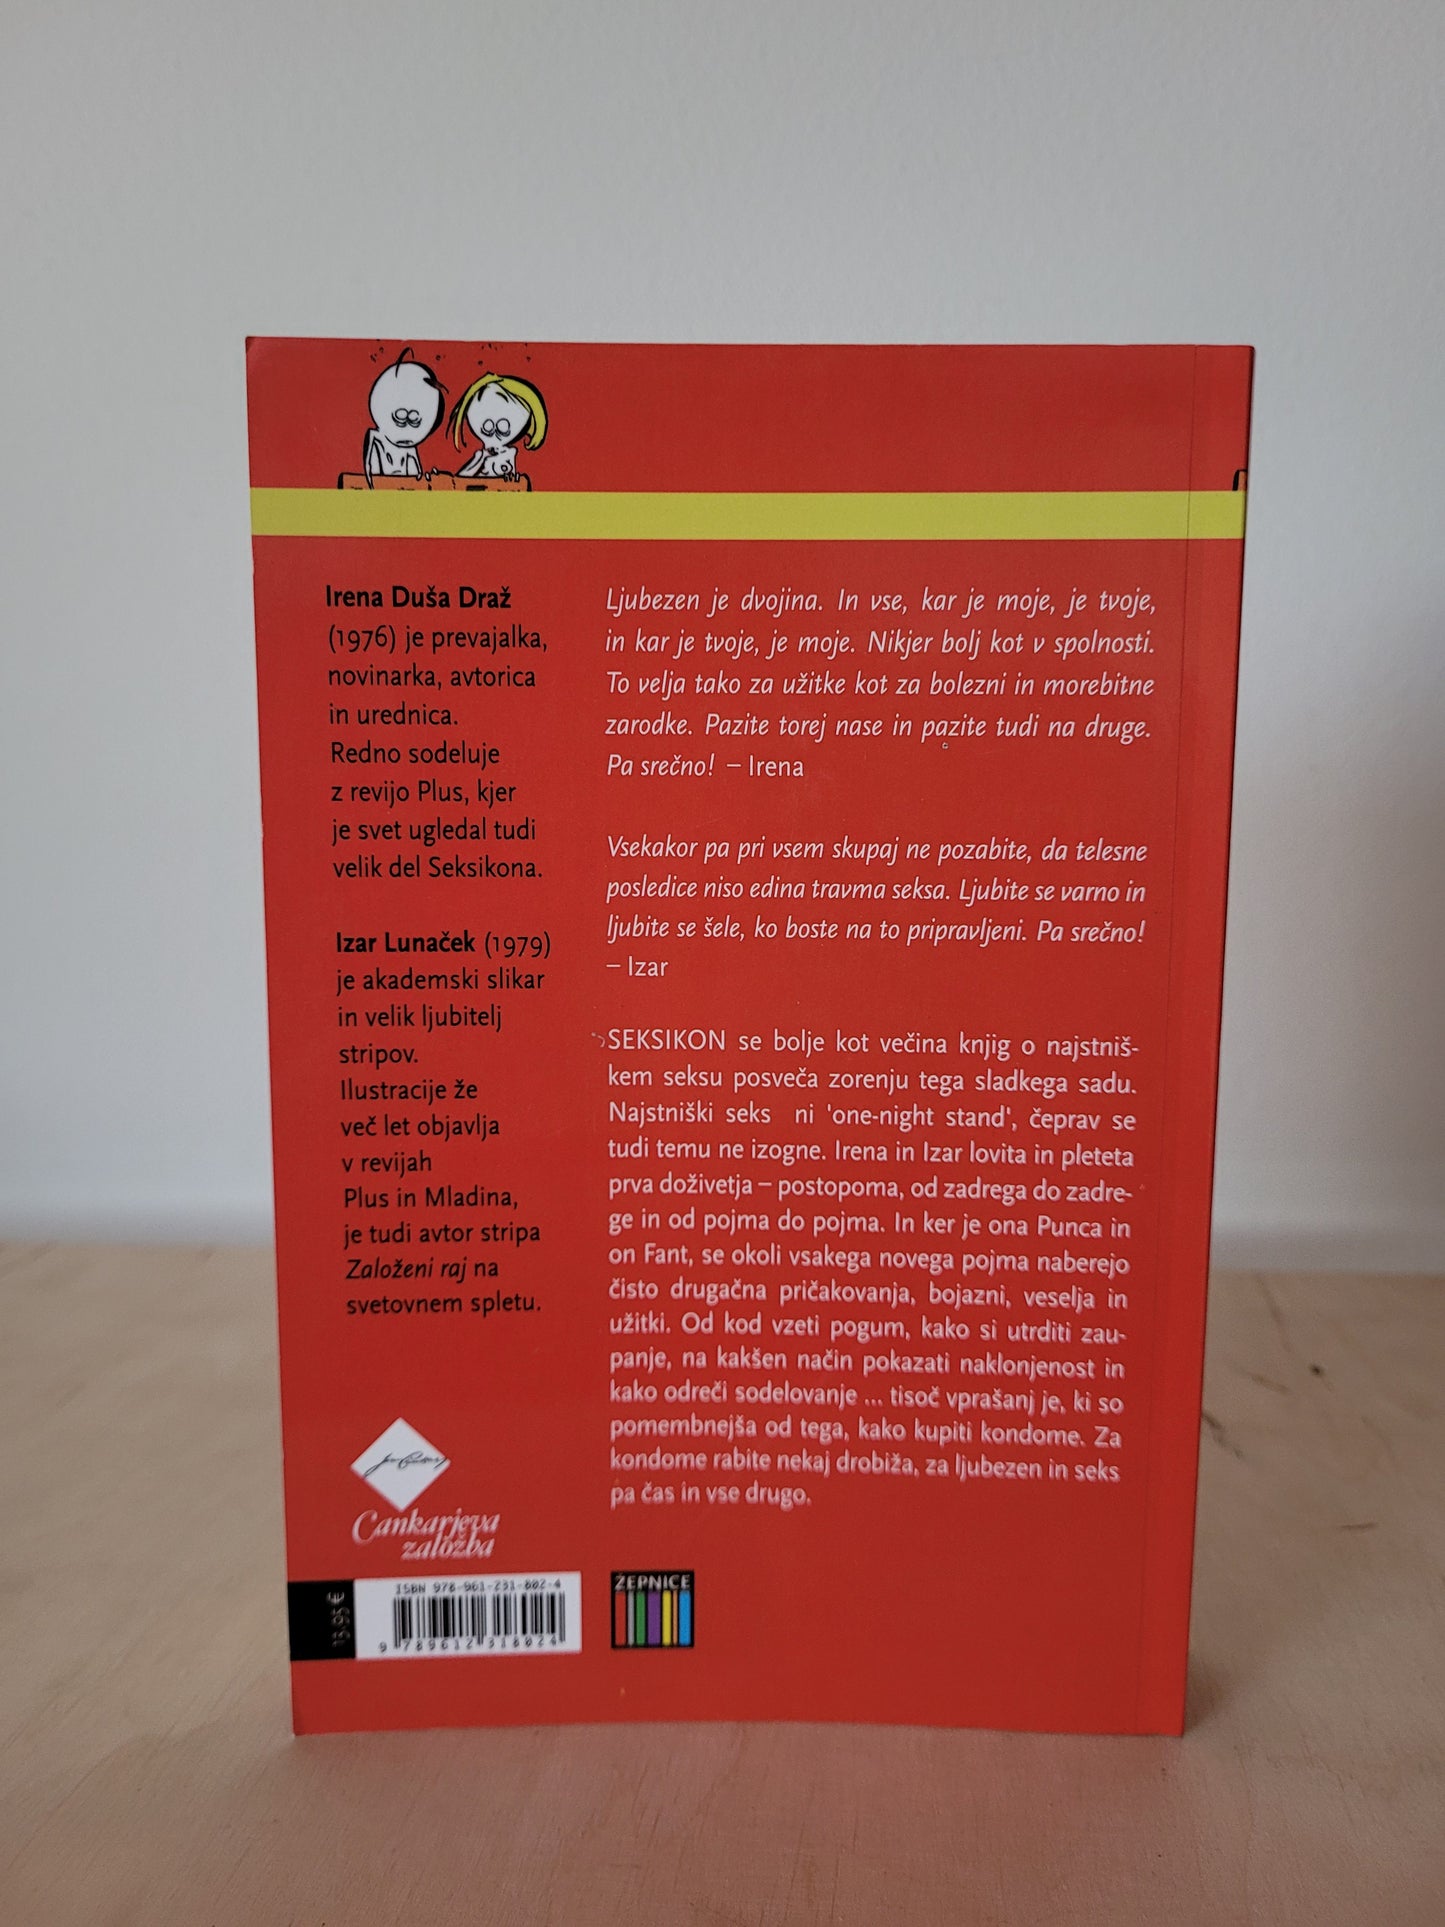 Irena Duša Draž
(1976) je prevajalka,
novinarka, avtorica
in urednica.
Redno sodeluje
z revijo Plus, kjer
je svet ugledal tudi
velik del Seksikona.
Izar Lunaček (1979)
je akademski slikar
in velik ljubitelj
stripov.
Ilustracije že
več let objavlja
v revijah
Plus in Mladina,
je tudi avtor stripa
Založeni raj na
svetovnem spletu.
Ljubezen je dvojina. In vse, kar je moje, je tvoje,
in kar je tvoje, je moje. Nikjer bolj kot v spolnosti.
To velja tako za užitke kot za bolezni in morebitne
zarodke. Pazite torej nase in pazite tudi na druge.
Pa srečno! – Irena
Vsekakor pa pri vsem skupaj ne pozabite, da telesne
posledice niso edina travma seksa. Ljubite se varno in
ljubite se šele, ko boste na to pripravljeni. Pa srečno!
– Izar
SEKSIKON se bolje kot večina knjig o najstniš-
kem seksu posveča zorenju tega sladkega sadu.
Najstniški seks ni 'one-night stand', čeprav se
tudi temu ne izogne. Irena in Izar lovita in pleteta
prva doživetja – postopoma, od zadrega do zadre-
ge in od pojma do pojma. In ker je ona Punca in
on Fant, se okoli vsakega novega pojma naberejo
čisto drugačna pričakovanja, bojazni, veselja in
užitki. Od kod vzeti pogum, kako si utrditi zau-
panje, na kakšen način pokazati naklonjenost in
kako odreči sodelovanje ... tisoč vprašanj je, ki so
pomembnejša od tega, kako kupiti kondome. Za
kondome rabite nekaj drobiža, za ljubezen in seks
pa čas in vse drugo.
Cankarjeva
založba
13,95 €
ISBN 978-961-231-802-4
9 789612 318024
ŽEPNICE